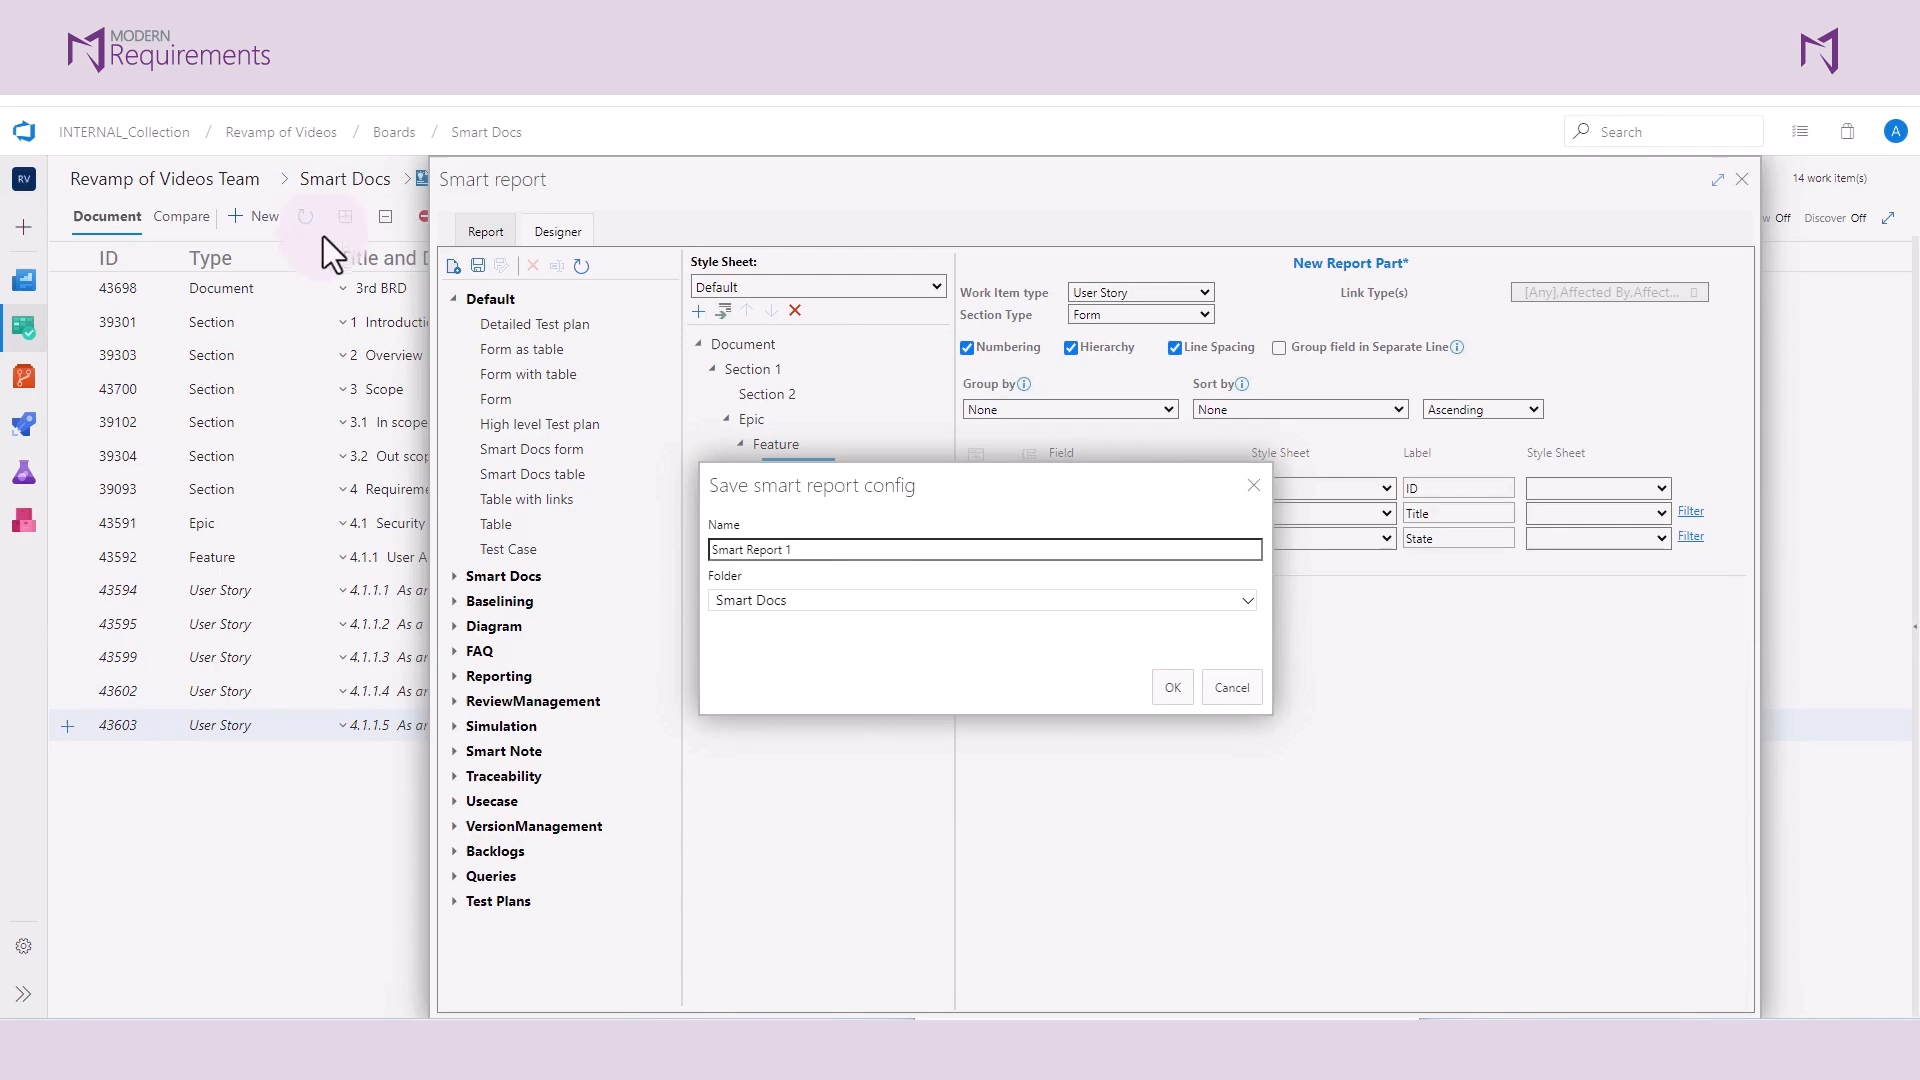 MODERN
Requirements
INTERNAL_Collection / Revamp of Videos / Boards / Smart Docs
Search
A
RV
Revamp of Videos Team > Smart Docs >
14 work item(s)
Document Compare New
Off Discover Off
ID Type
43698 Document 3rd BRD
39301 Section 1
39303 Section 2 Overview
43700 Section 3 Scope
39102 Section 3.1 In scope
39304 Section 3.2 Out scope
39093 Section 4
43591 Epic 4.1 Security
43592 Feature 4.1.1 User
43594 User Story 4.1.1.1 As
43595 User Story 4.1.1.2 As a
43599 User Story 4.1.1.3 As
43602 User Story 4.1.1.4 As
43603 User Story 4.1.1.5 As
Smart report
Report Designer
Default
Detailed Test plan
Form as table
Form with table
Form
High level Test plan
Smart Docs form
Smart Docs table
Table with links
Table
Test Case
Smart Docs
Baselining
Diagram
FAQ
Reporting
ReviewManagement
Simulation
Smart Note
Traceability
Usecase
VersionManagement
Backlogs
Queries
Test Plans
Style Sheet:
Default
Document
Section 1
Section 2
Epic
Feature
New Report Part*
Work Item type User Story Link Type(s) [Any],Affected By,Affect...
Section Type Form
Numbering Hierarchy Line Spacing Group field in Separate Line
Group by Sort by
None None Ascending
Field Style Sheet Label Style Sheet
ID
Title Filter
State Filter
Save smart report config
Name
Smart Report 1
Folder
Smart Docs
OK Cancel